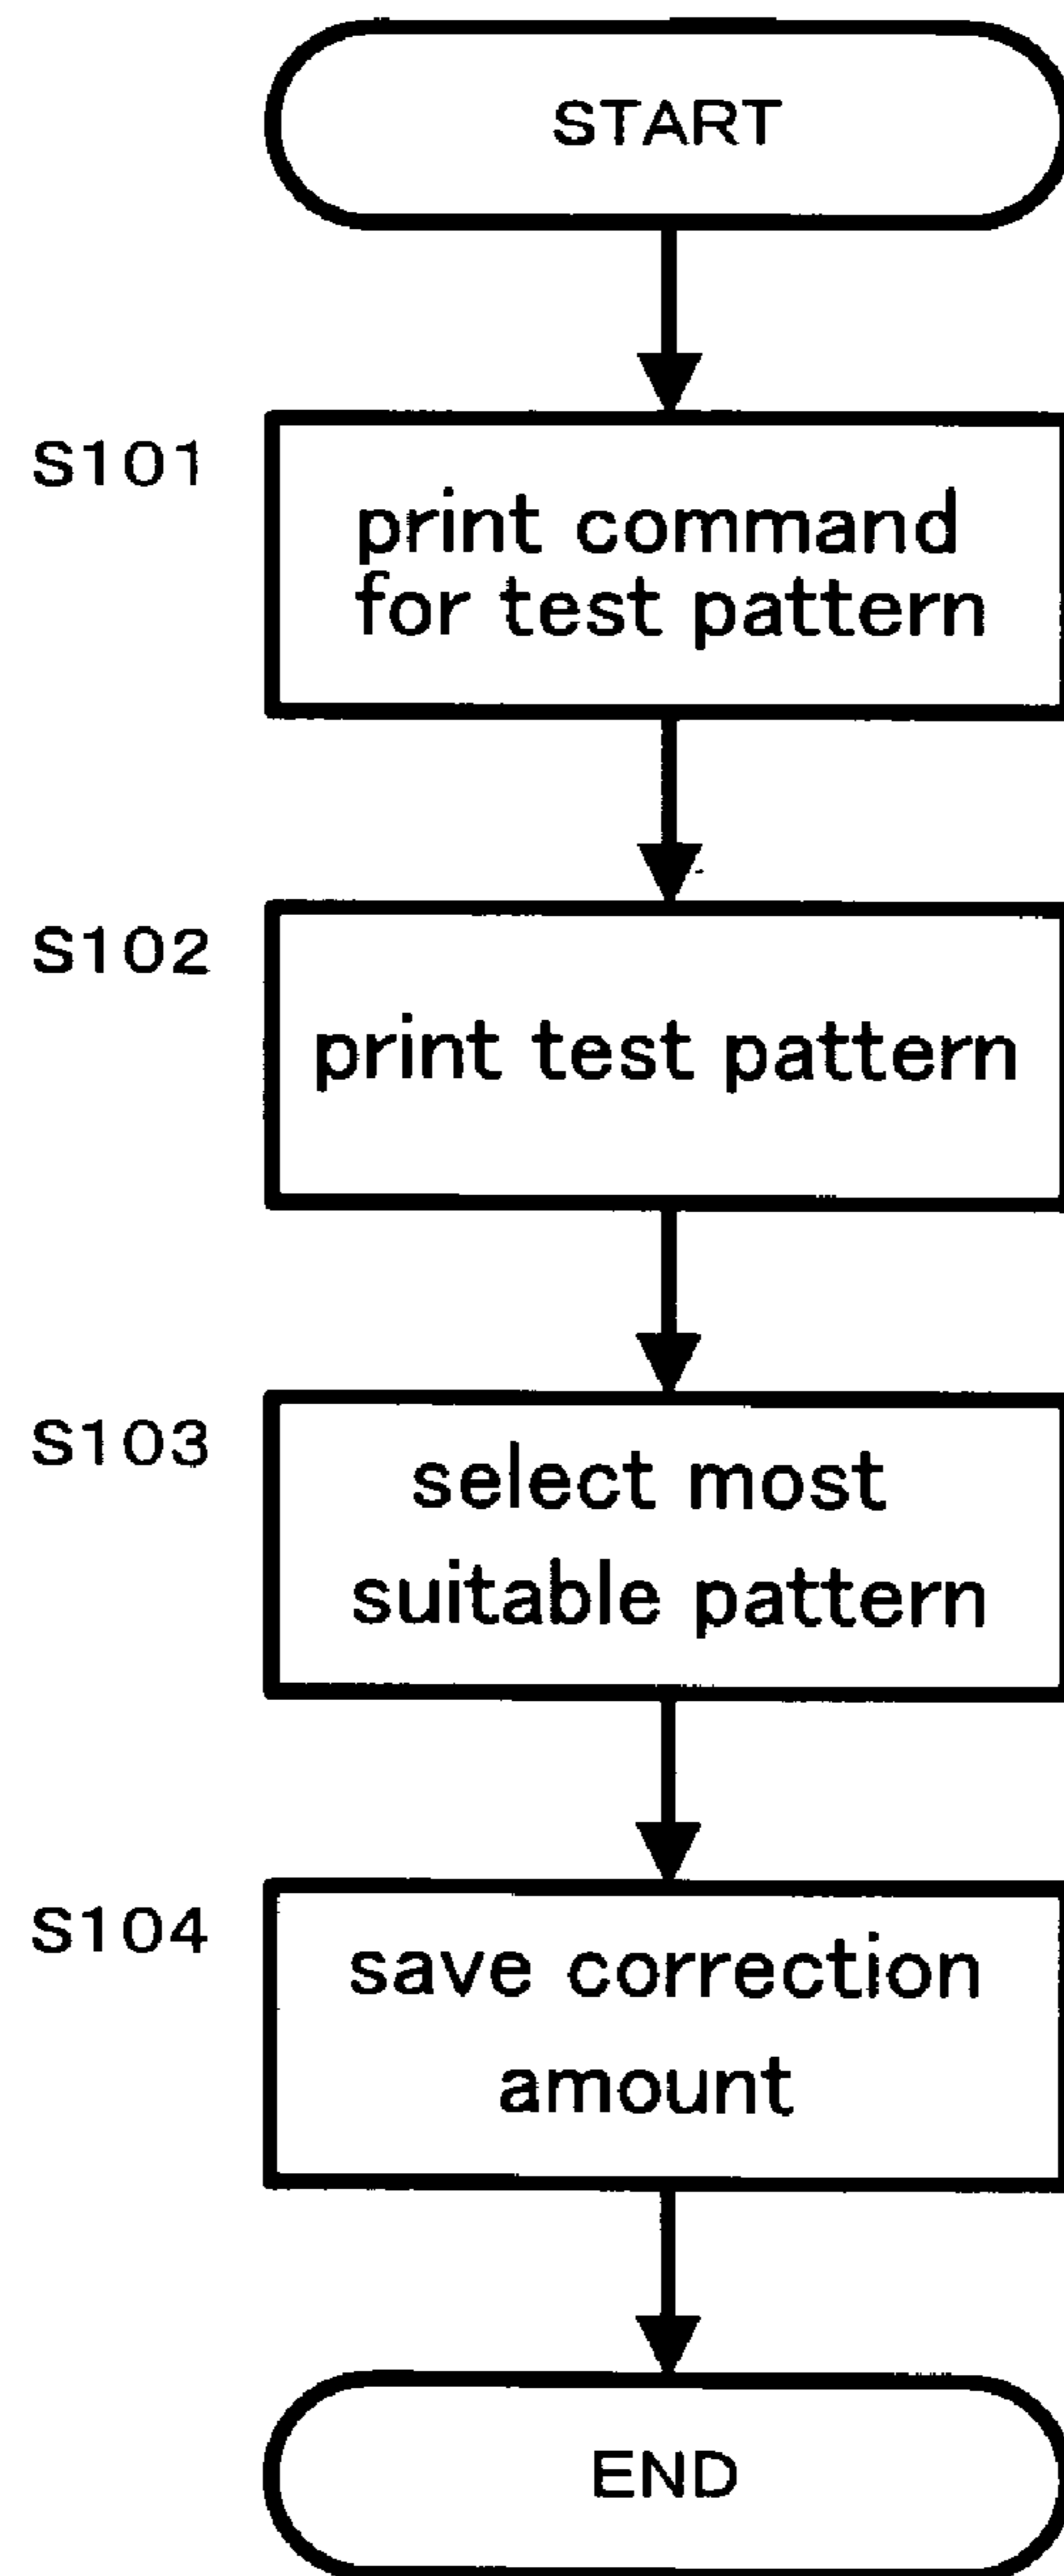 START
S101
print command
for test pattern
S102
print test pattern
S103
select most
suitable pattern
S104
save correction
amount
END